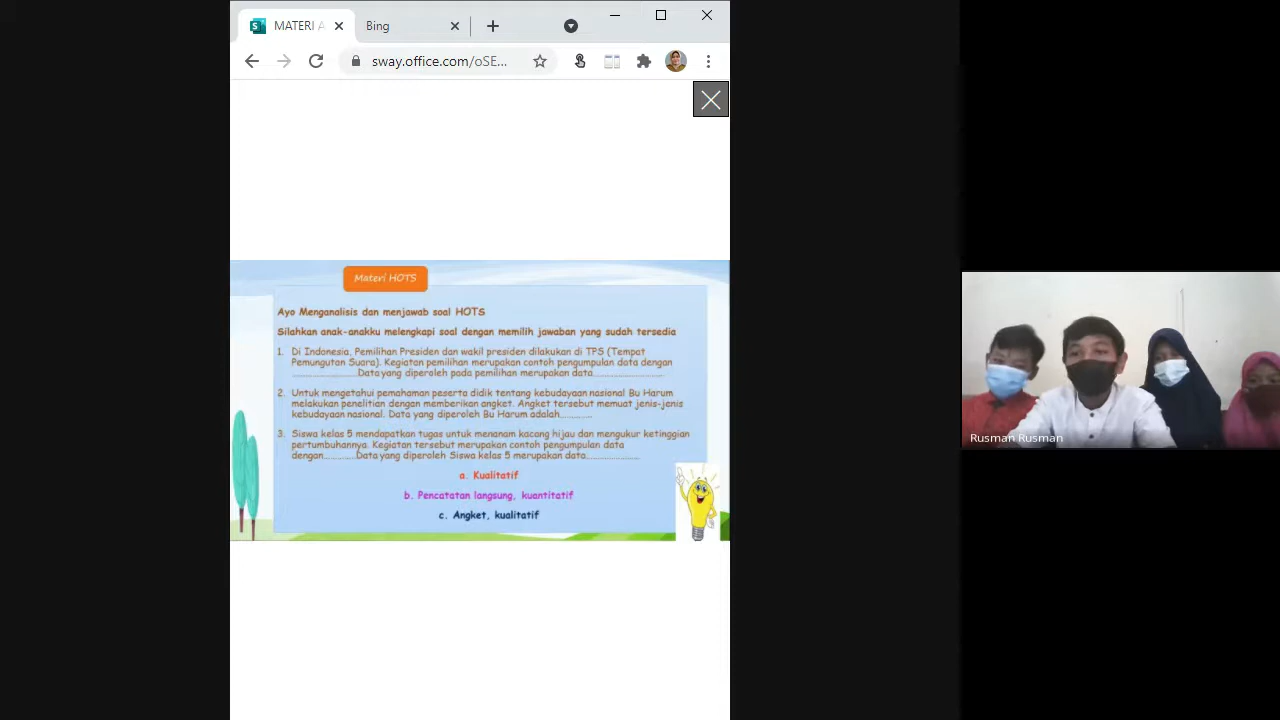 MATERI A
Bing
sway.office.com/oSE...
Materi HOTS
Ayo Menganalisis dan menjawab soal HOTS
Silahkan anak-anakku melengkapi soal dengan memilih jawaban yang sudah tersedia
1. Di Indonesia, Pemilihan Presiden dan wakil presiden dilakukan di TPS (Tempat
Pemungutan Suara). Kegiatan pemilihan merupakan contoh pengumpulan data dengan
........................Data yang diperoleh pada pemilihan merupakan data..........................
2. Untuk mengetahui pemahaman peserta didik tentang kebudayaan nasional Bu Harum
melakukan penelitian dengan memberikan angket. Angket tersebut memuat jenis-jenis
kebudayaan nasional. Data yang diperoleh Bu Harum adalah.............
3. Siswa kelas 5 mendapatkan tugas untuk menanam kacang hijau dan mengukur ketinggian
pertumbuhannya. Kegiatan tersebut merupakan contoh pengumpulan data
dengan.............Data yang diperoleh Siswa kelas 5 merupakan data.....................
a. Kualitatif
b. Pencatatan langsung, kuantitatif
c. Angket, kualitatif
Rusman Rusman